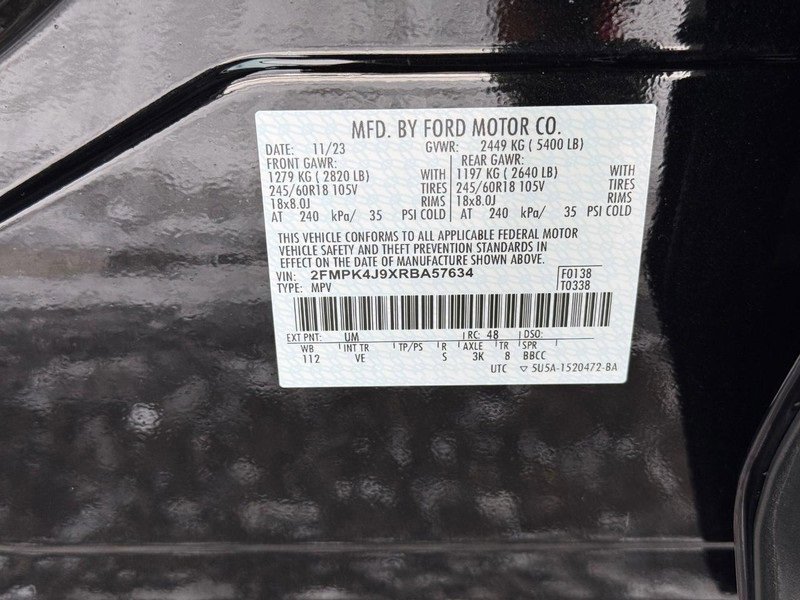 MFD. BY FORD MOTOR CO.
DATE: 11/23 GVWR: 2449 KG ( 5400 LB)
FRONT GAWR: REAR GAWR:
1279 KG ( 2820 LB) WITH 1197 KG ( 2640 LB) WITH
245/60R18 105V TIRES 245/60R18 105V TIRES
18x8.0J RIMS 18x8.0J RIMS
AT 240 kPa/ 35 PSI COLD AT 240 kPa/ 35 PSI COLD
THIS VEHICLE CONFORMS TO ALL APPLICABLE FEDERAL MOTOR
VEHICLE SAFETY AND THEFT PREVENTION STANDARDS IN
EFFECT ON THE DATE OF MANUFACTURE SHOWN ABOVE.
VIN: 2FMPK4J9XRBA57634 F0138
TYPE: MPV T0338
EXT PNT: UM RC: 48 DSO:
WB INT TR TP/PS R AXLE TR SPR
112 VE S 3K 8 BBCC
UTC ▽ 5U5A-1520472-BA